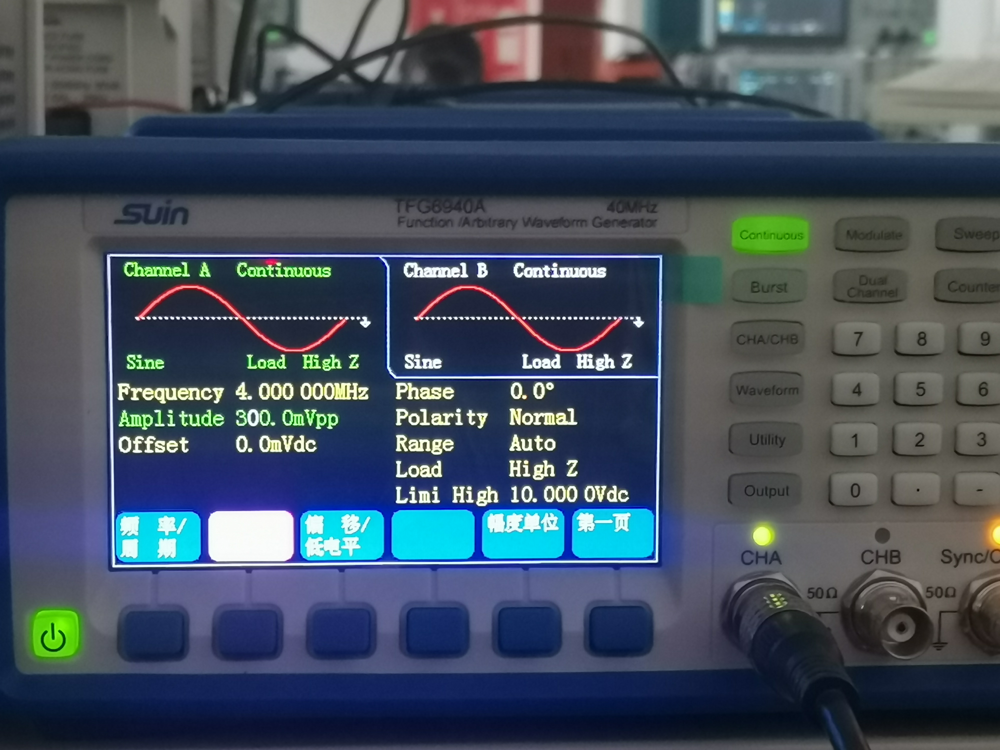 suin
TFG6940A 40MHz
Function /Arbitrary Waveform Generator
Channel A Continuous
Sine Load High Z
Channel B Continuous
Sine Load High Z
Frequency 4.000 000MHz
Amplitude 300.0mVpp
Offset 0.0mVdc
Phase 0.0°
Polarity Normal
Range Auto
Load High Z
Limi High 10.000 0Vdc
频 率/
周 期
偏 移/
低电平
幅度单位
第一页
Continuous Modulate Sweep
Burst Dual Channel Counter
CHA/CHB 7 8 9
Waveform 4 5 6
Utility 1 2 3
Output 0 . -
CHA CHB Sync/C
50Ω 50Ω